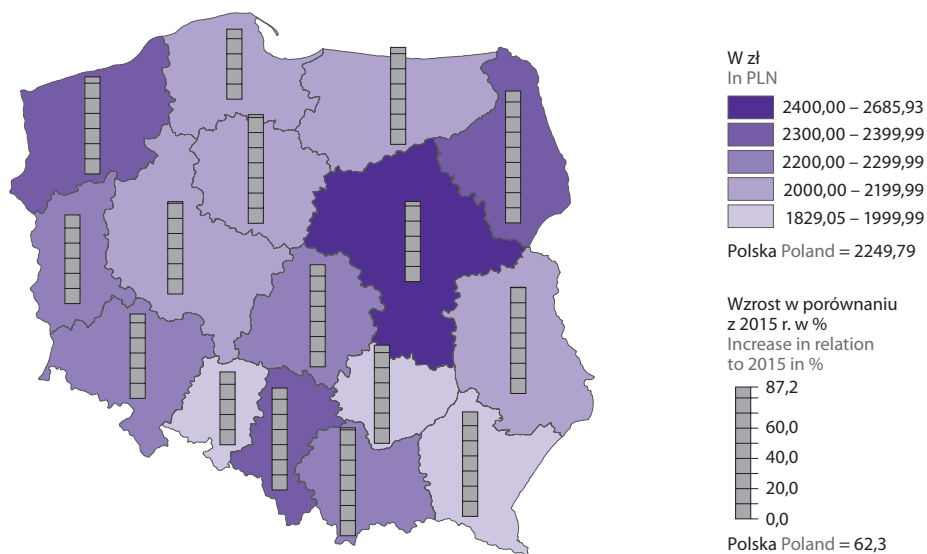 W zł
In PLN
2400,00 – 2685,93
2300,00 – 2399,99
2200,00 – 2299,99
2000,00 – 2199,99
1829,05 – 1999,99
Polska Poland = 2249,79
Wzrost w porównaniu
z 2015 r. w %
Increase in relation
to 2015 in %
87,2
60,0
40,0
20,0
0,0
Polska Poland = 62,3